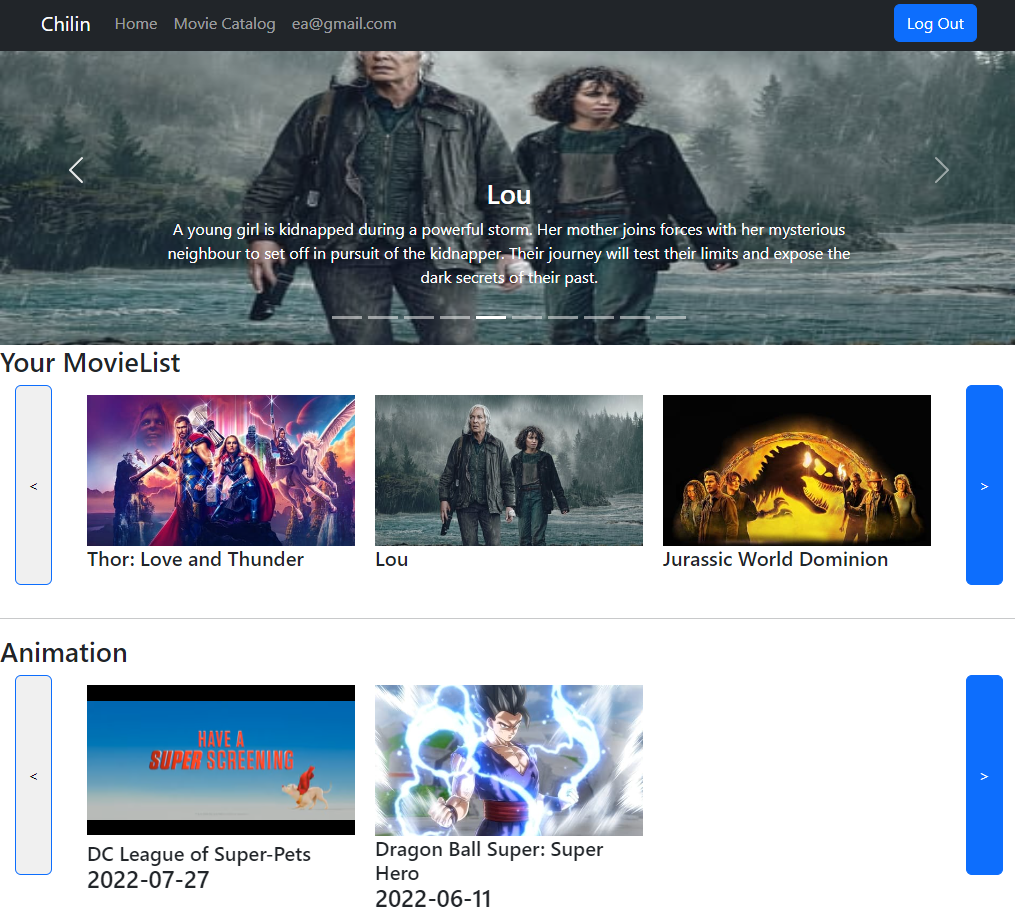 Chilin Home Movie Catalog ea@gmail.com Log Out
Lou
A young girl is kidnapped during a powerful storm. Her mother joins forces with her mysterious
neighbour to set off in pursuit of the kidnapper. Their journey will test their limits and expose the
dark secrets of their past.
Your MovieList
< >
Thor: Love and Thunder
Lou
Jurassic World Dominion
Animation
< >
HAVE A
SUPER SCREENING
DC League of Super-Pets
2022-07-27
Dragon Ball Super: Super
Hero
2022-06-11